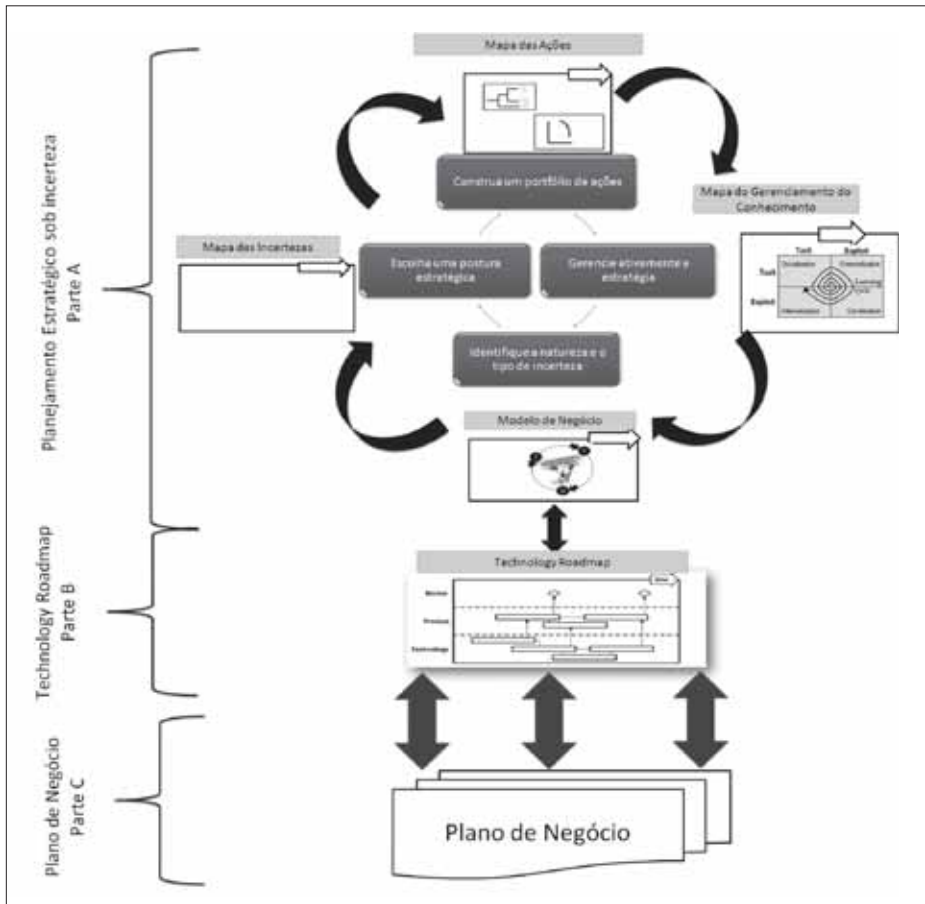 Mapa das Ações
Construa um portfólio de ações
Mapa do Gerenciamento do
Conhecimento
Tacit Explicit
Tacit
Explicit
Mapa das Incertezas
Escolha uma postura
estratégica
Gerencie ativamente e
estratégia
Identifique a natureza e o
tipo de incerteza
Modelo de Negócio
Technology Roadmap
Market
Product
Technology
Plano de Negócio
Planejamento Estratégico sob incerteza
Parte A
Technology Roadmap
Parte B
Plano de Negócio
Parte C